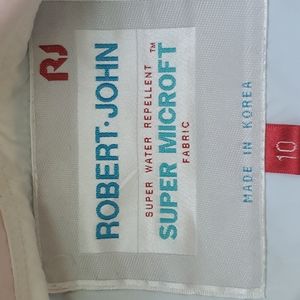 RJ
ROBERT·JOHN
SUPER WATER REPELLENT
SUPER MICROFT™
FABRIC
MADE IN KOREA
10